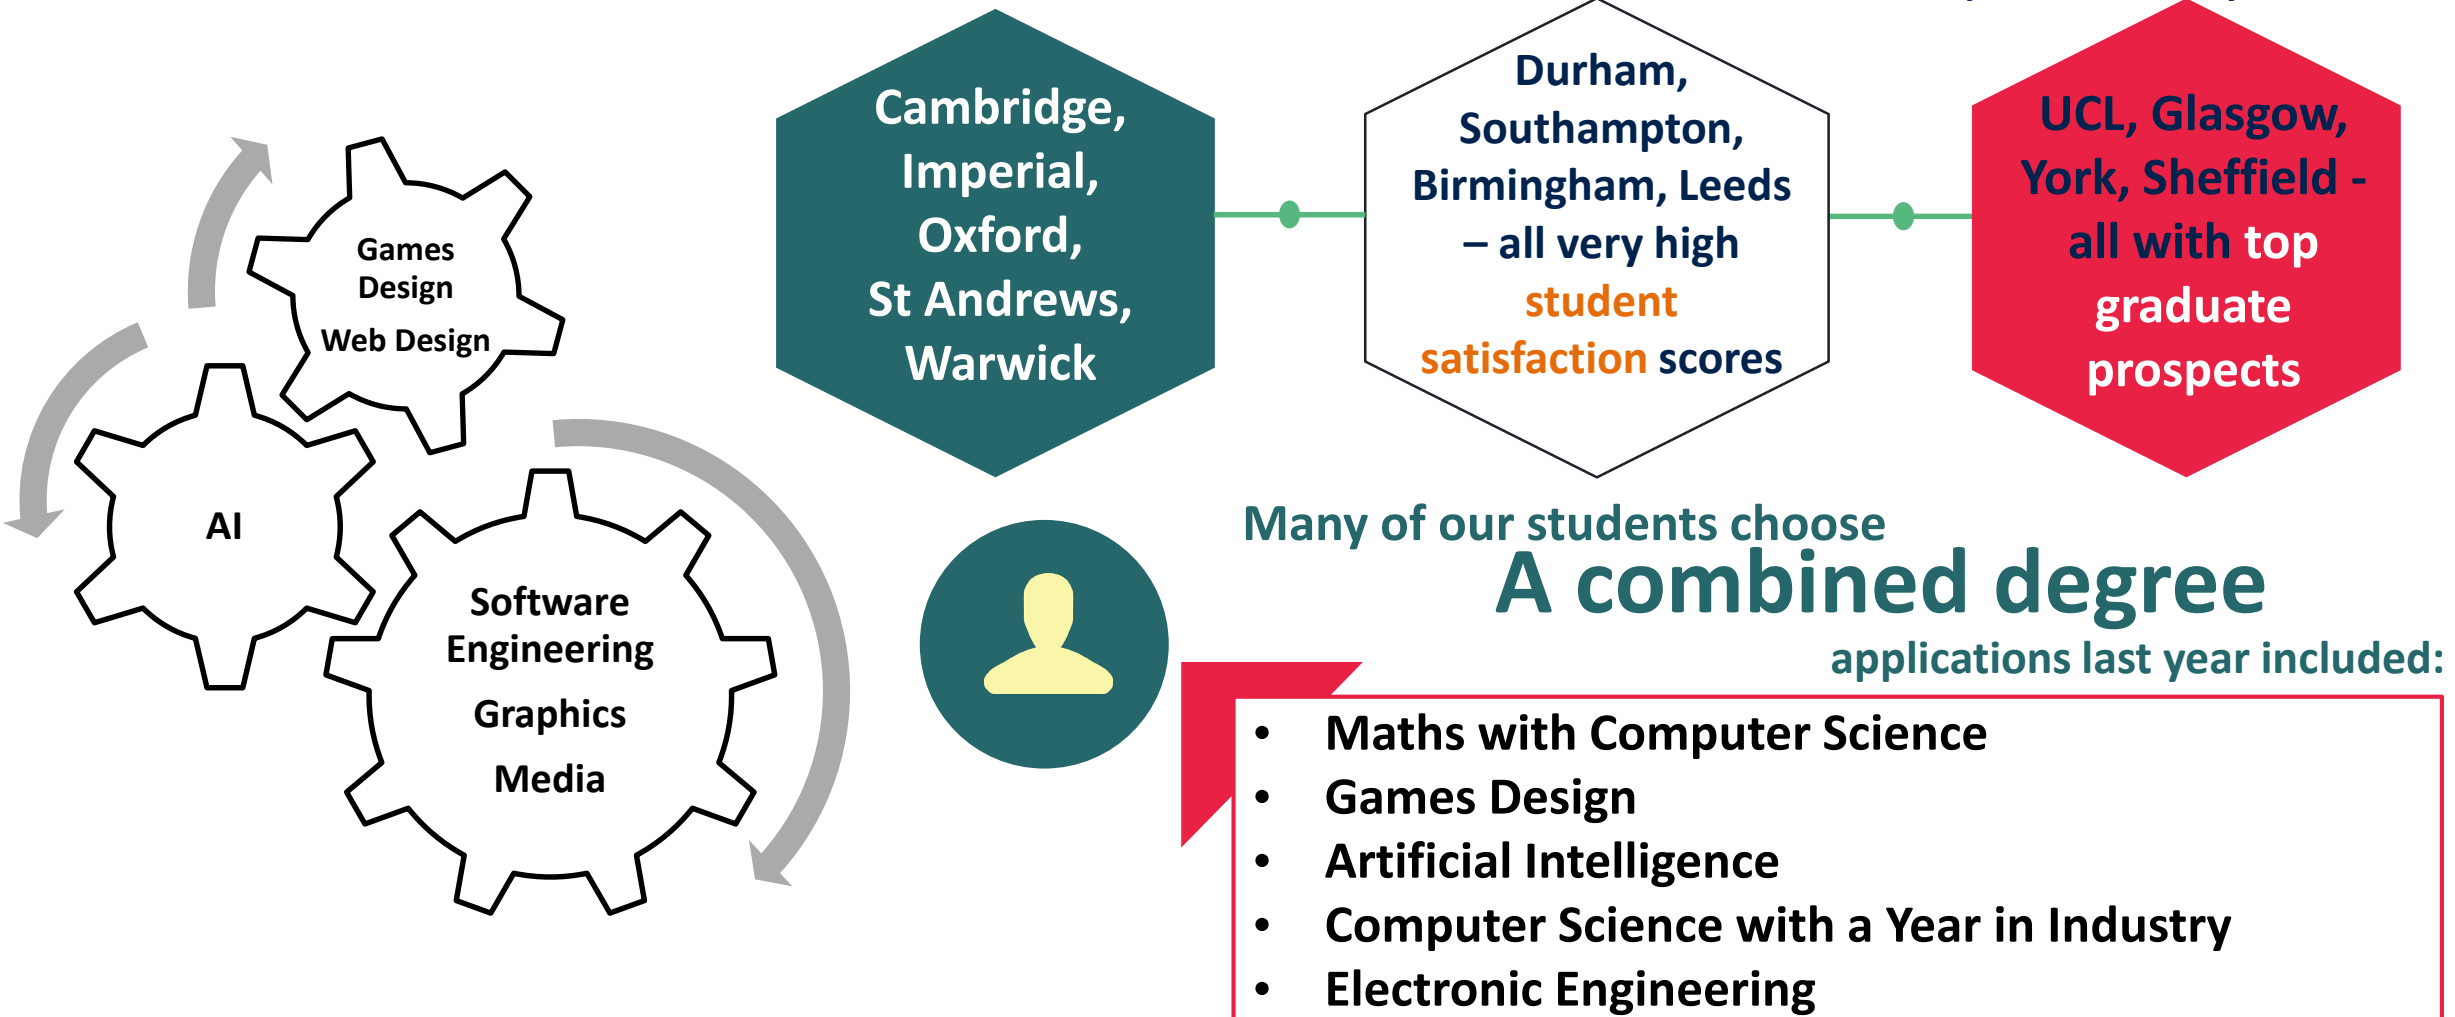 Games
Design
Web Design
AI
Software
Engineering
Graphics
Media
Cambridge,
Imperial,
Oxford,
St Andrews,
Warwick
Durham,
Southampton,
Birmingham, Leeds
– all very high
student
satisfaction scores
UCL, Glasgow,
York, Sheffield -
all with top
graduate
prospects
Many of our students choose
A combined degree
applications last year included:
• Maths with Computer Science
• Games Design
• Artificial Intelligence
• Computer Science with a Year in Industry
• Electronic Engineering